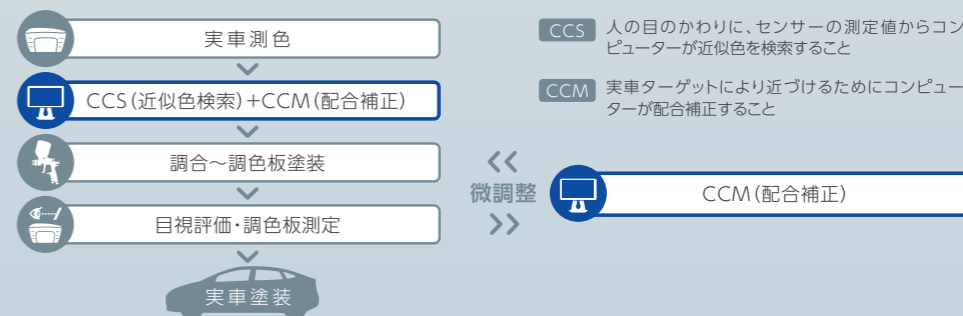 実車測色
CCS(近似色検索)+CCM(配合補正)
調合〜調色板塗装
目視評価・調色板測定
実車塗装
微調整
CCS 人の目のかわりに、センサーの測定値からコン
ピューターが近似色を検索すること
CCM 実車ターゲットにより近づけるためにコンピュー
ターが配合補正すること
CCM(配合補正)